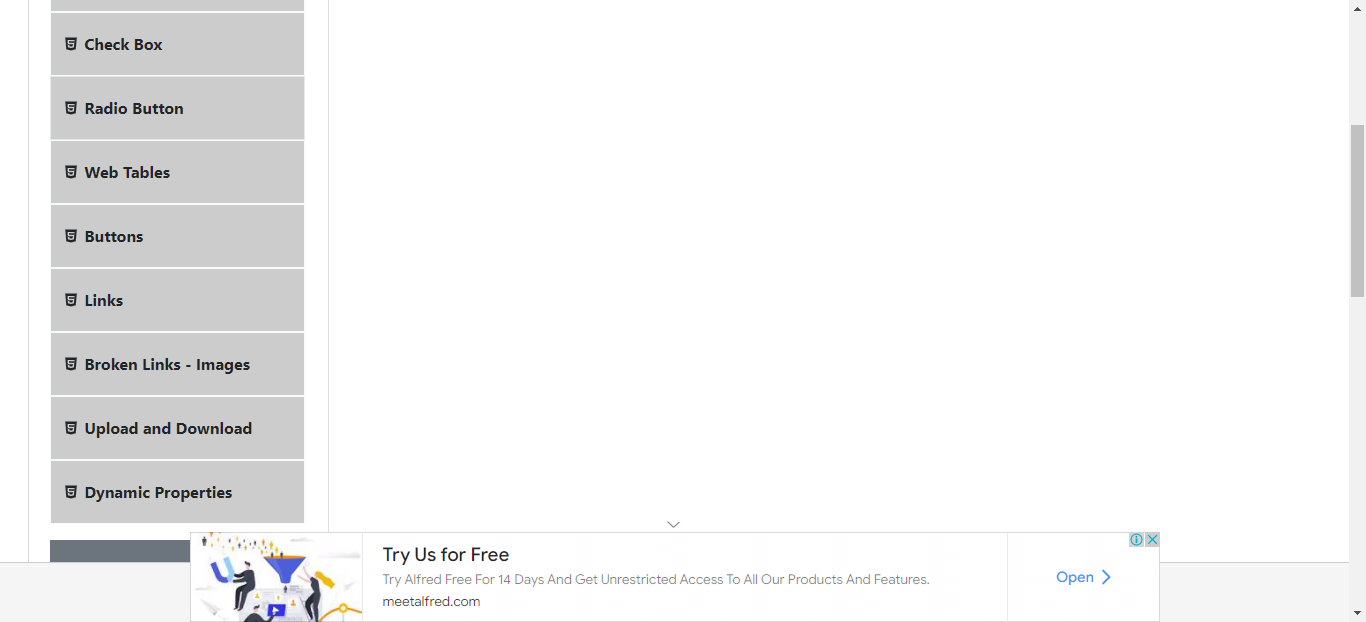 Check Box
Radio Button
Web Tables
Buttons
Links
Broken Links - Images
Upload and Download
Dynamic Properties
Try Us for Free
Try Alfred Free For 14 Days And Get Unrestricted Access To All Our Products And Features.
meetalfred.com
Open